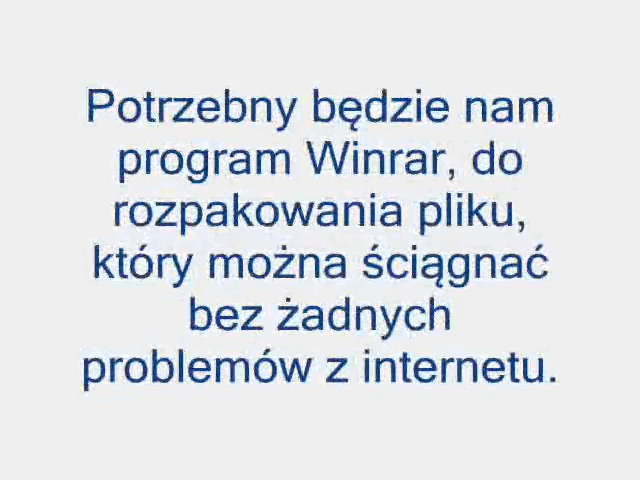 Potrzebny będzie nam
program Winrar, do
rozpakowania pliku,
który można ściągnać
bez żadnych
problemów z internetu.